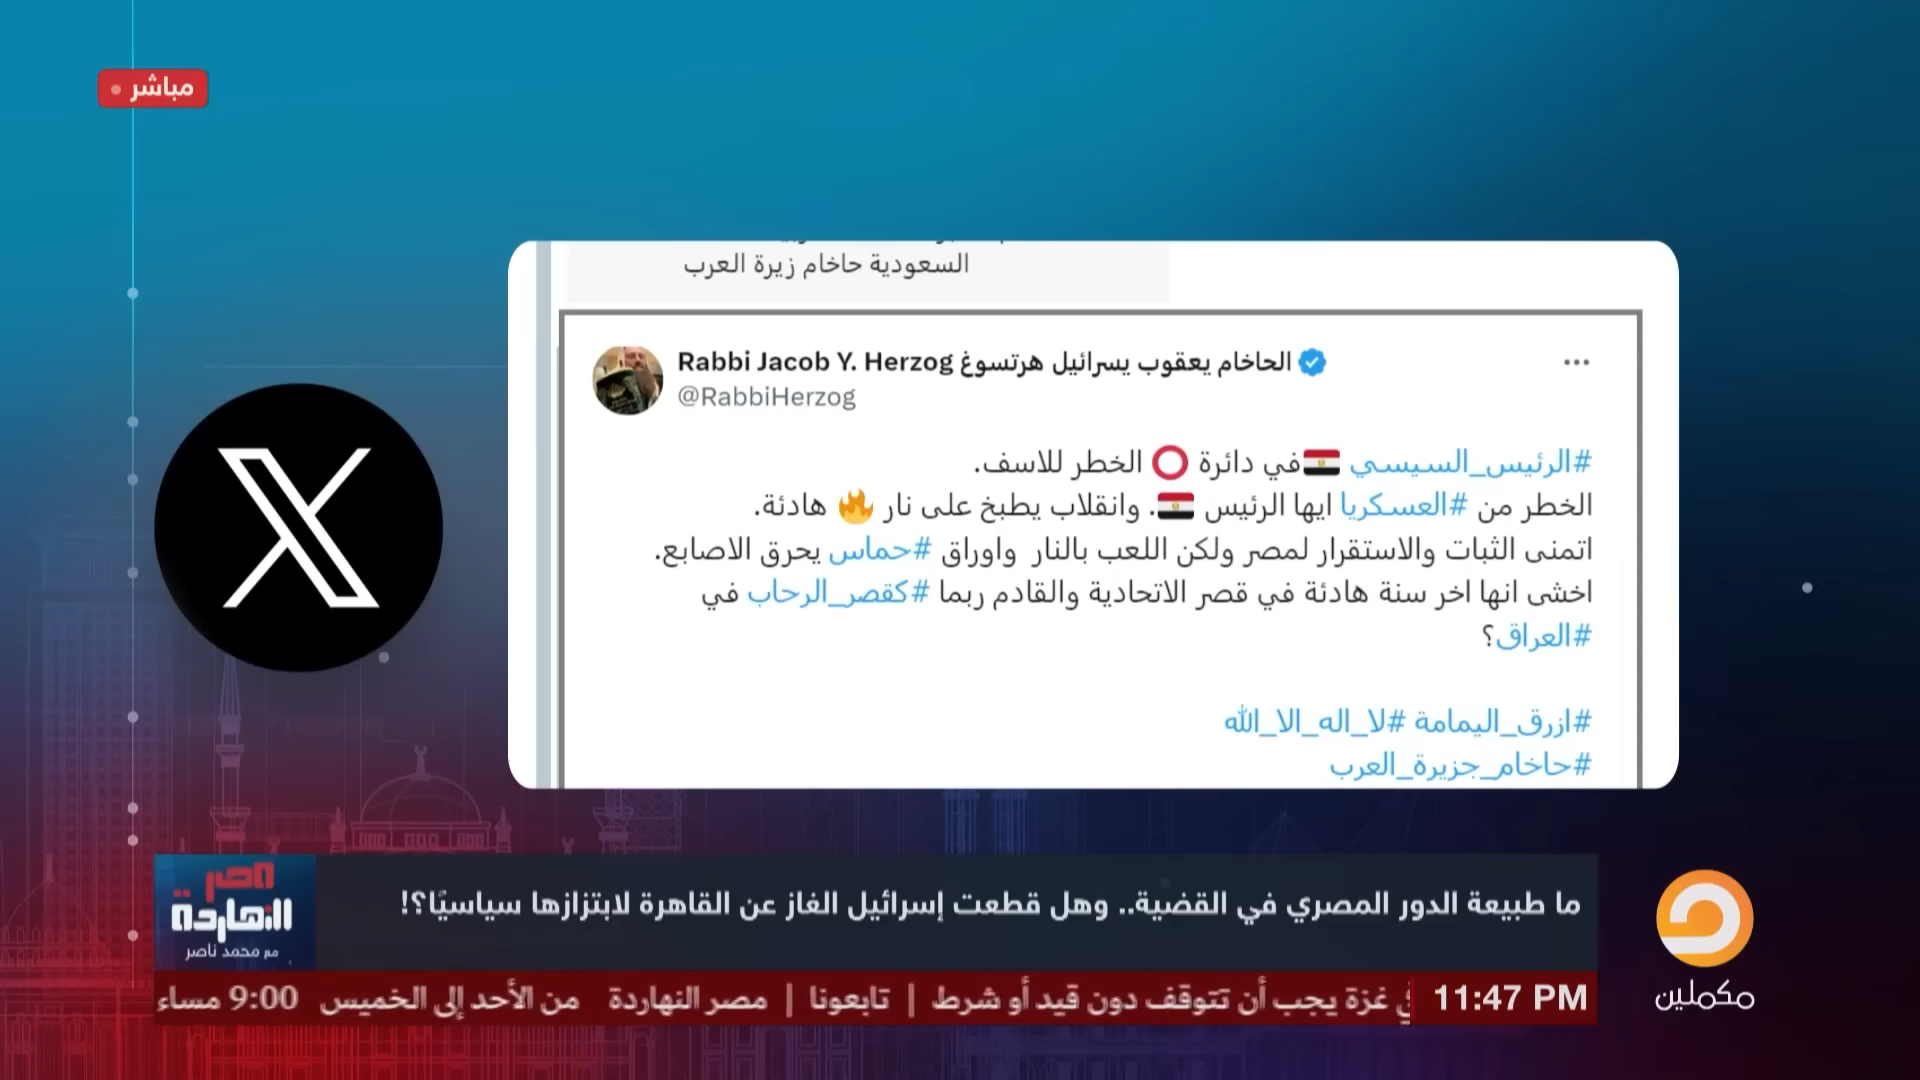 مباشر
السعودية حاخام زيرة العرب
Rabbi Jacob Y. Herzog الحاخام يعقوب يسرائيل هرتسوغ
@RabbiHerzog
#الرئيس_السيسي 🇪🇬في دائرة ⭕ الخطر للاسف.
الخطر من #العسكريا ايها الرئيس 🇪🇬. وانقلاب يطبخ على نار 🔥 هادئة.
اتمنى الثبات والاستقرار لمصر ولكن اللعب بالنار واوراق #حماس يحرق الاصابع.
اخشى انها اخر سنة هادئة في قصر الاتحادية والقادم ربما #كقصر_الرحاب في
#العراق؟
#ازرق_اليمامة #لا_اله_الا_الله
#حاخام_جزيرة_العرب
ما طبيعة الدور المصري في القضية.. وهل قطعت إسرائيل الغاز عن القاهرة لابتزازها سياسيًا؟!
مصر
النهاردة
مع محمد ناصر
11:47 PM
غزة يجب أن تتوقف دون قيد أو شرط | تابعونا | مصر النهاردة من الأحد إلى الخميس 9:00 مساء
مكملين